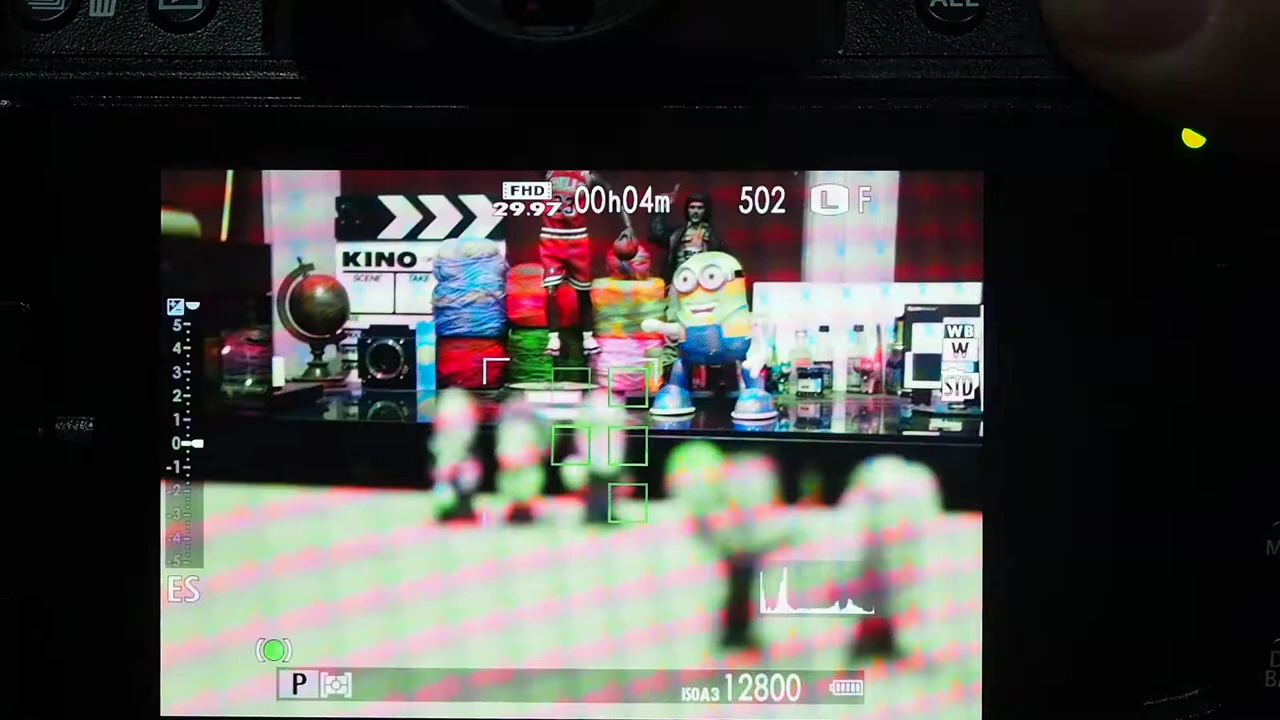 ALL
FHD
29.97
00h04m
502
L F
KINO
SCENE TAKE
5
4
3
2
1
0
-1
-2
-3
-4
-5
WB
W
STD
ES
P
ISO A3 12800